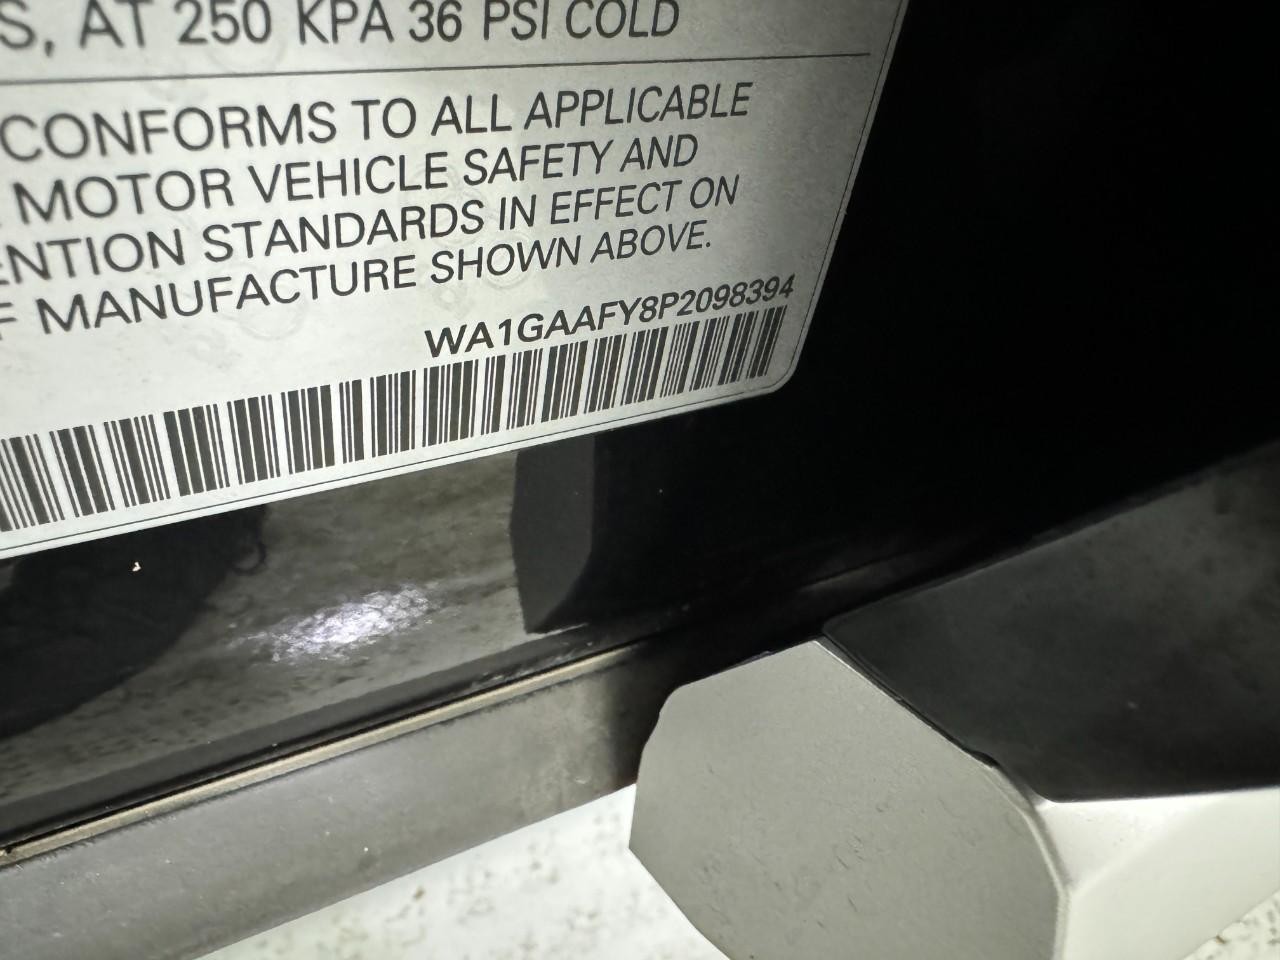 S, AT 250 KPA 36 PSI COLD
CONFORMS TO ALL APPLICABLE
MOTOR VEHICLE SAFETY AND
ENTION STANDARDS IN EFFECT ON
F MANUFACTURE SHOWN ABOVE.
WA1GAAFY8P2098394